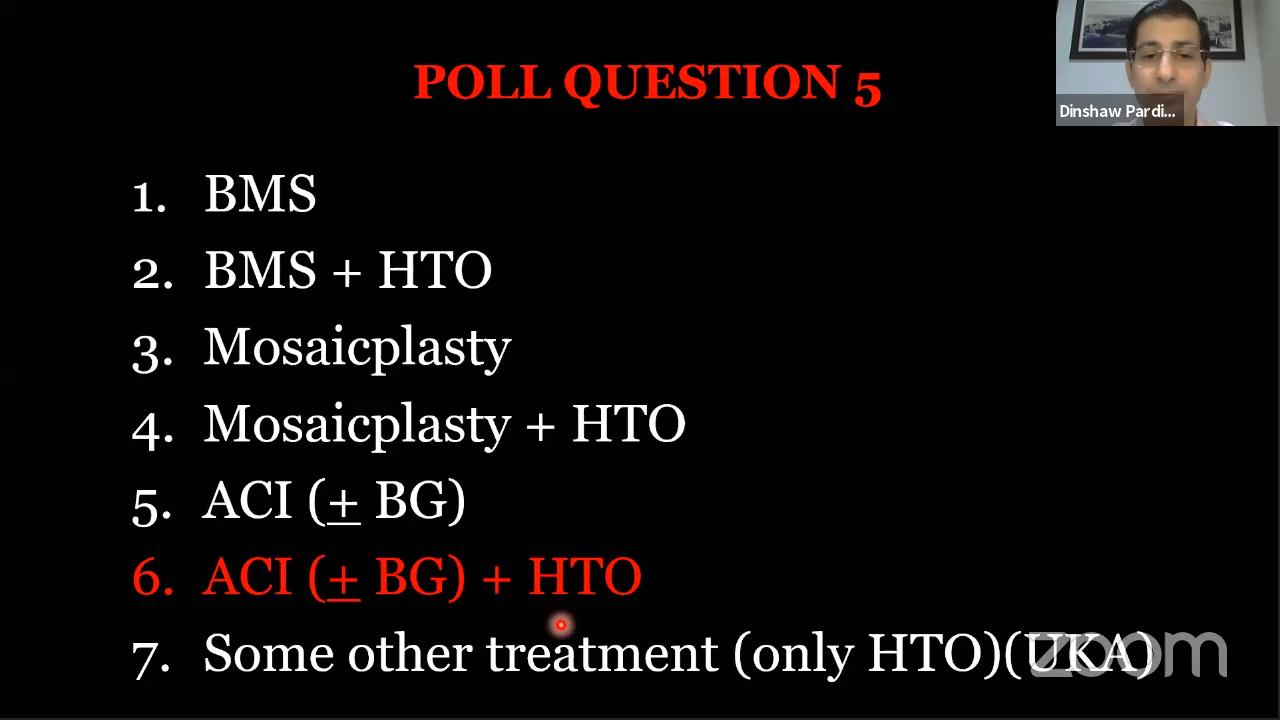 POLL QUESTION 5
Dinshaw Pardi...
1. BMS
2. BMS + HTO
3. Mosaicplasty
4. Mosaicplasty + HTO
5. ACI (± BG)
6. ACI (± BG) + HTO
7. Some other treatment (only HTO)(UKA)
zoom